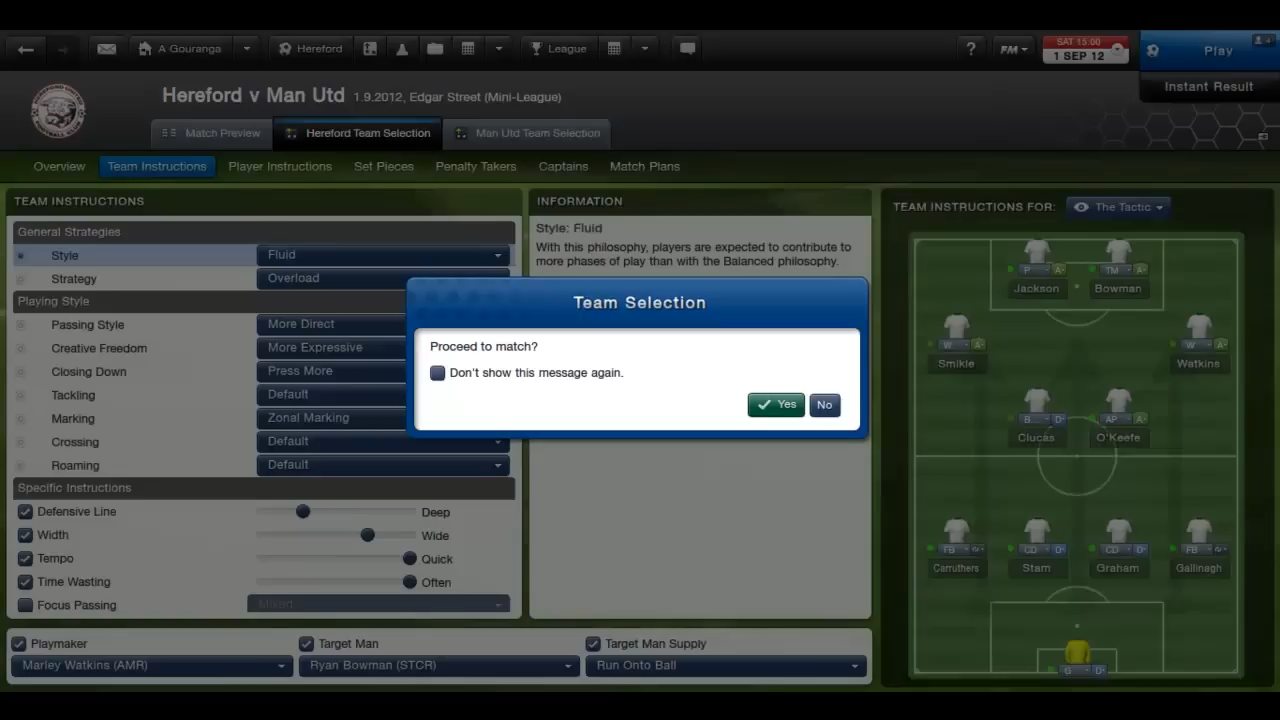 A Gouranga
Hereford
League
?
FM
SAT 15:00
1 SEP 12
Play
Instant Result
Hereford v Man Utd 1.9.2012, Edgar Street (Mini-League)
Match Preview
Hereford Team Selection
Man Utd Team Selection
Overview
Team Instructions
Player Instructions
Set Pieces
Penalty Takers
Captains
Match Plans
TEAM INSTRUCTIONS
General Strategies
Style Fluid
Strategy Overload
Playing Style
Passing Style More Direct
Creative Freedom More Expressive
Closing Down Press More
Tackling Default
Marking Zonal Marking
Crossing Default
Roaming Default
Specific Instructions
Defensive Line Deep
Width Wide
Tempo Quick
Time Wasting Often
Focus Passing Mixed
INFORMATION
Style: Fluid
With this philosophy, players are expected to contribute to
more phases of play than with the Balanced philosophy.
Team Selection
Proceed to match?
Don't show this message again.
Yes
No
Playmaker
Marley Watkins (AMR)
Target Man
Ryan Bowman (STCR)
Target Man Supply
Run Onto Ball
TEAM INSTRUCTIONS FOR: The Tactic
P A TM A
Jackson Bowman
W A W A
Smikle Watkins
B... D AP A
Clucas O'Keefe
FB CD D CD D FB
Carruthers Stam Graham Gallinagh
G D